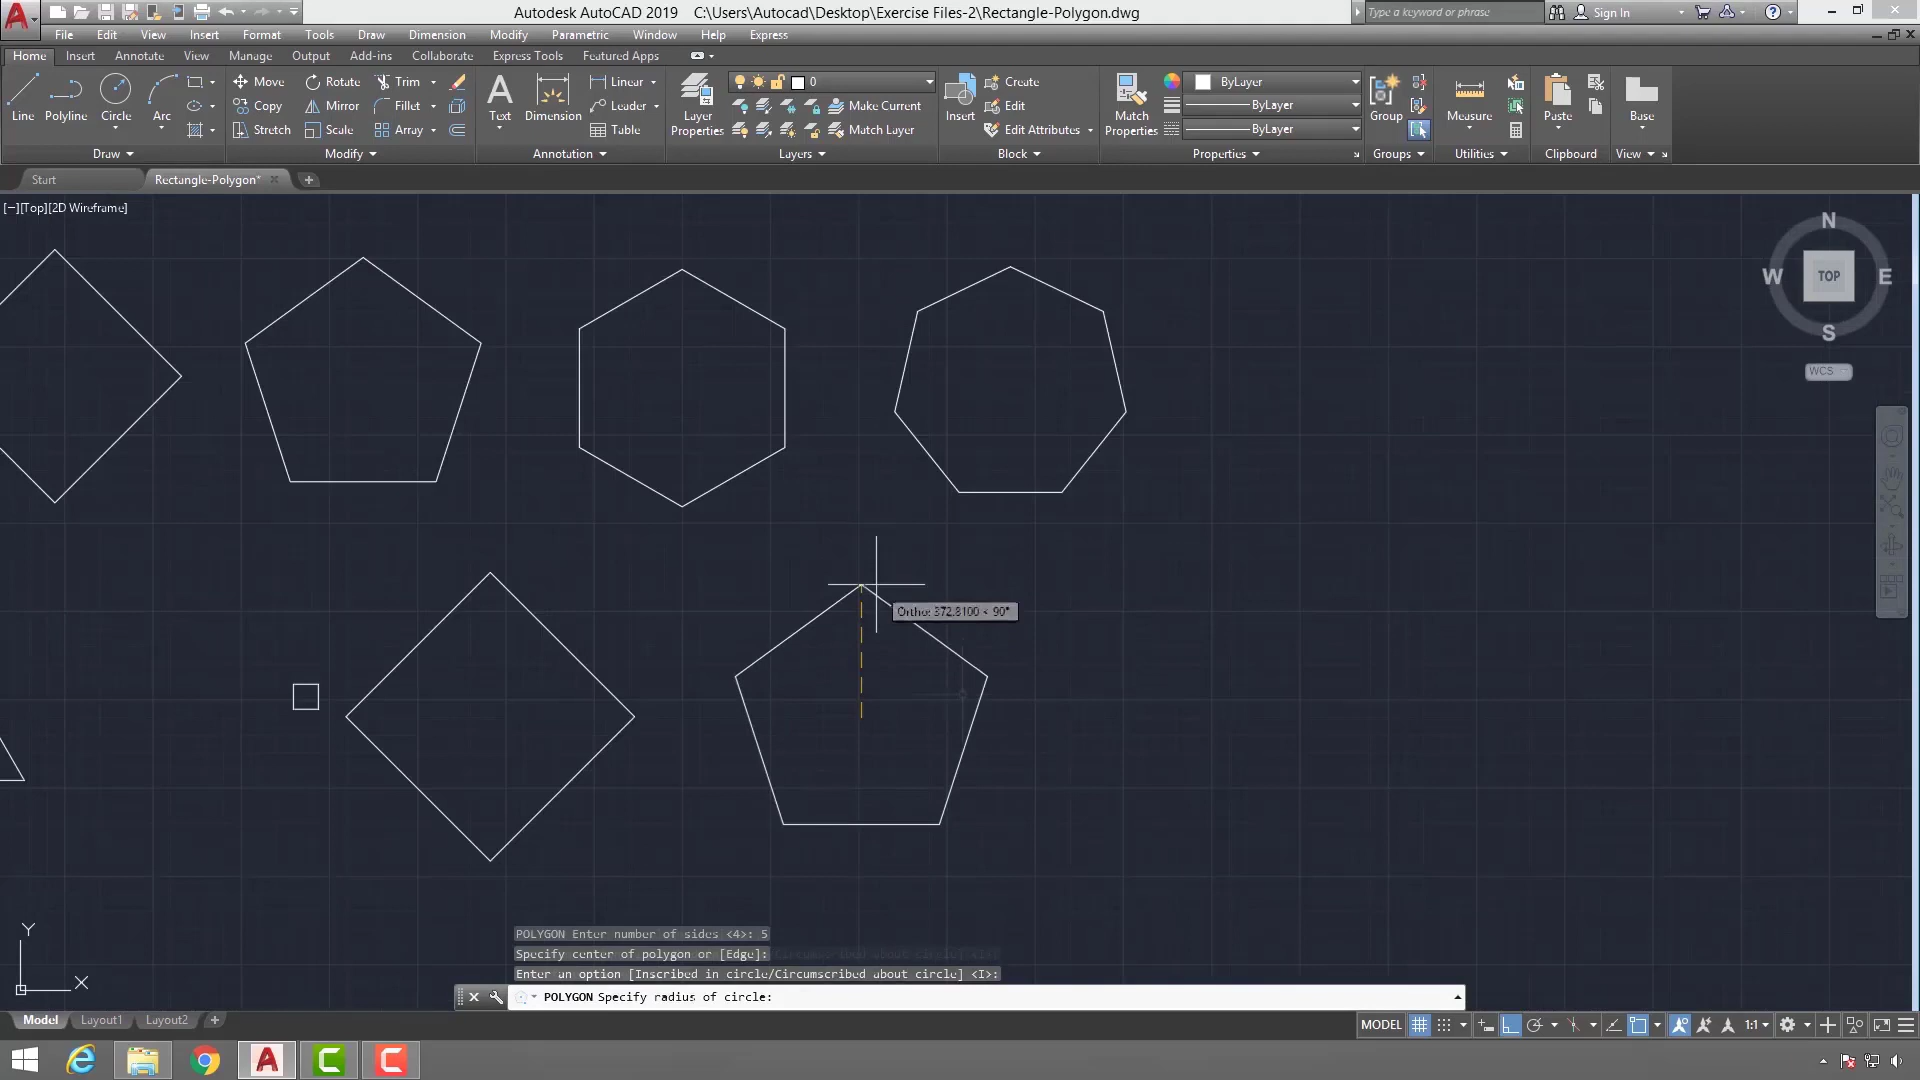 Autodesk AutoCAD 2019 C:\Users\Autocad\Desktop\Exercise Files-2\Rectangle-Polygon.dwg
Type a keyword or phrase
Sign In
File Edit View Insert Format Tools Draw Dimension Modify Parametric Window Help Express
Home Insert Annotate View Manage Output Add-ins Collaborate Express Tools Featured Apps
Line Polyline Circle Arc
Move Rotate Trim
Copy Mirror Fillet
Stretch Scale Array
Text Dimension
Linear
Leader
Table
Layer Properties
0
Make Current
Match Layer
Insert
Create
Edit
Edit Attributes
Match Properties
ByLayer
ByLayer
ByLayer
Group
Measure
Paste
Base
Draw Modify Annotation Layers Block Properties Groups Utilities Clipboard View
Start Rectangle-Polygon*
[−][Top][2D Wireframe]
N
W TOP E
S
WCS
Ortho: 372.8100 < 90°
Y
X
POLYGON Enter number of sides <4>: 5
Specify center of polygon or [Edge]:
Enter an option [Inscribed in circle/Circumscribed about circle] <I>:
POLYGON Specify radius of circle:
Model Layout1 Layout2
MODEL 1:1